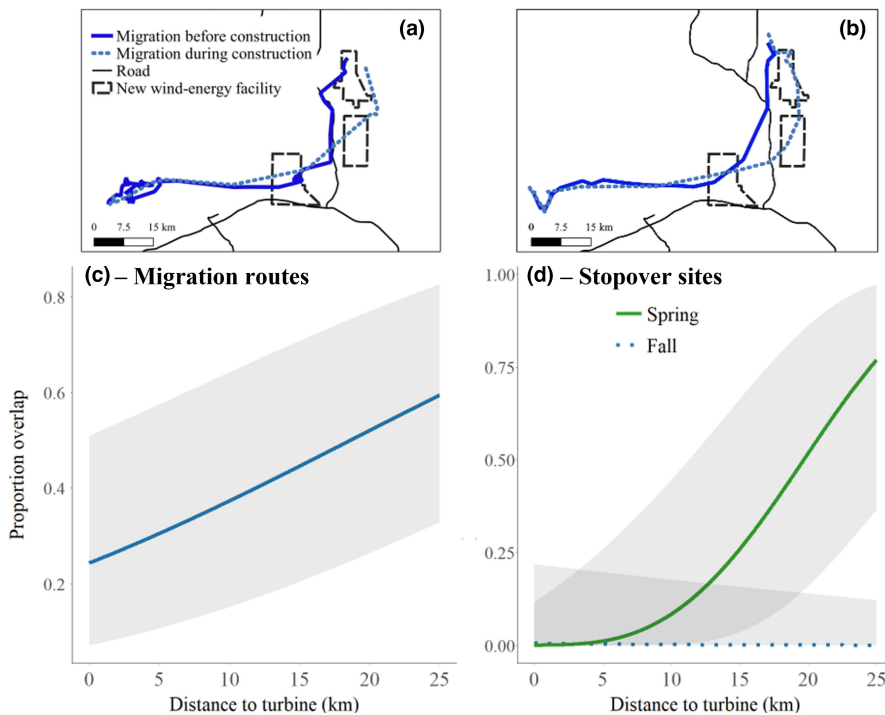 (a)
Migration before construction
Migration during construction
Road
New wind-energy facility
0 7.5 15 km
(b)
0 7.5 15 km
(c) – Migration routes
Proportion overlap
0.8
0.6
0.4
0.2
0 5 10 15 20 25
Distance to turbine (km)
(d) – Stopover sites
Spring
Fall
1.00
0.75
0.50
0.25
0.00
0 5 10 15 20 25
Distance to turbine (km)